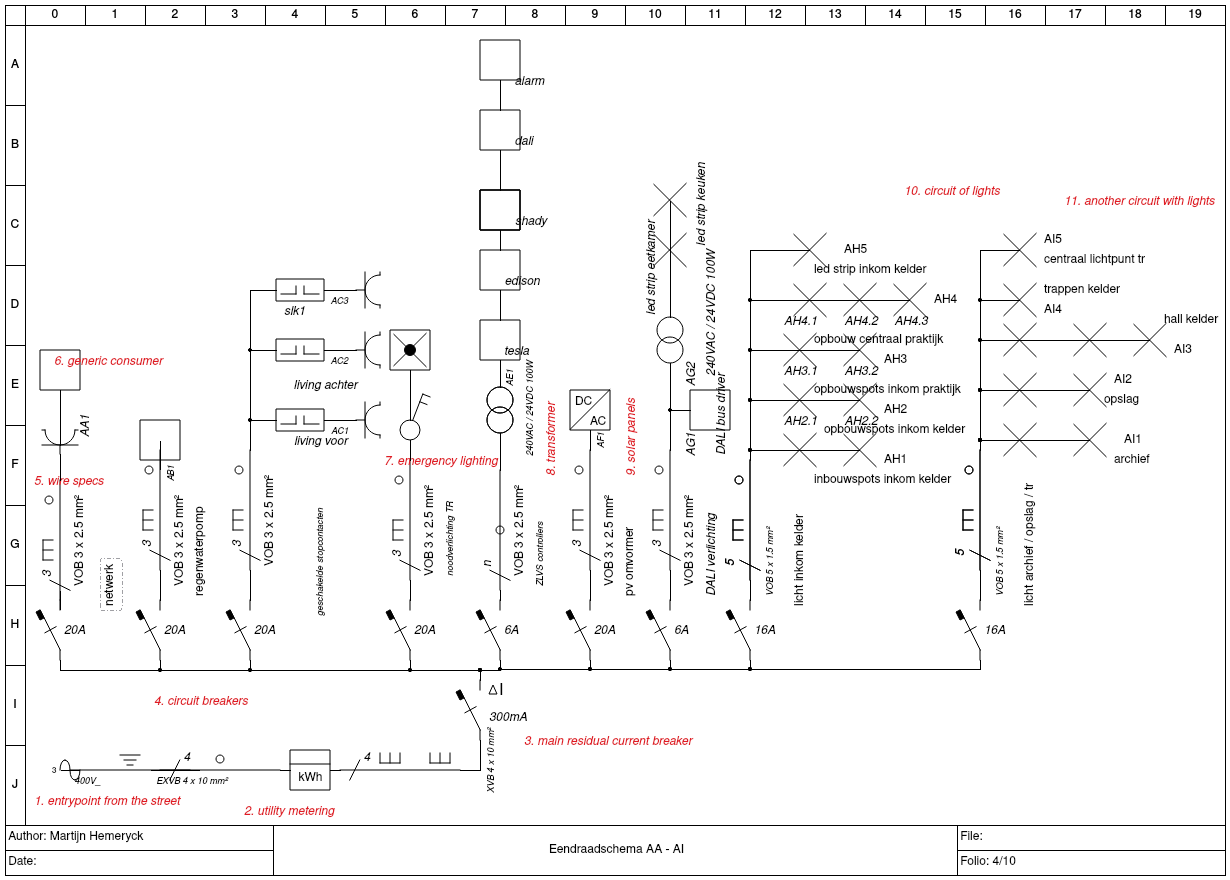 0 1 2 3 4 5 6 7 8 9 10 11 12 13 14 15 16 17 18 19
A
B
C
D
E
F
G
H
I
J
alarm
dali
shady
edison
tesla
10. circuit of lights
11. another circuit with lights
led strip keuken
led strip eetkamer
240VAC / 24VDC 100W
AH5
led strip inkom kelder
AH4
AH4.1 AH4.2 AH4.3
opbouw centraal praktijk
AH3
AH3.1 AH3.2
opbouwspots inkom praktijk
AH2
AH2.1 AH2.2
opbouwspots inkom kelder
AH1
inbouwspots inkom kelder
AI5
centraal lichtpunt tr
trappen kelder
AI4
hall kelder
AI3
AI2
opslag
AI1
archief
AC3
slk1
AC2
living achter
AC1
living voor
6. generic consumer
AA1
AB1
AE1
240VAC / 24VDC 100W
DC
AC
AF1
AG2
AG1
DALI bus driver
5. wire specs
7. emergency lighting
8. transformer
9. solar panels
3
VOB 3 x 2.5 mm²
netwerk
3
VOB 3 x 2.5 mm²
regenwaterpomp
3
VOB 3 x 2.5 mm²
geschakelde stopcontacten
3
VOB 3 x 2.5 mm²
noodverlichting TR
n
VOB 3 x 2.5 mm²
ZLVS controllers
3
VOB 3 x 2.5 mm²
pv omvormer
3
VOB 3 x 2.5 mm²
DALI verlichting
5
VOB 5 x 1.5 mm²
licht inkom kelder
5
VOB 5 x 1.5 mm²
licht archief / opslag / tr
20A
20A
20A
20A
6A
20A
6A
16A
16A
4. circuit breakers
ΔI
300mA
3. main residual current breaker
XVB 4 x 10 mm²
3
400V_
4
EXVB 4 x 10 mm²
kWh
4
1. entrypoint from the street
2. utility metering
Author: Martijn Hemeryck
Date:
Eendraadschema AA - AI
File:
Folio: 4/10